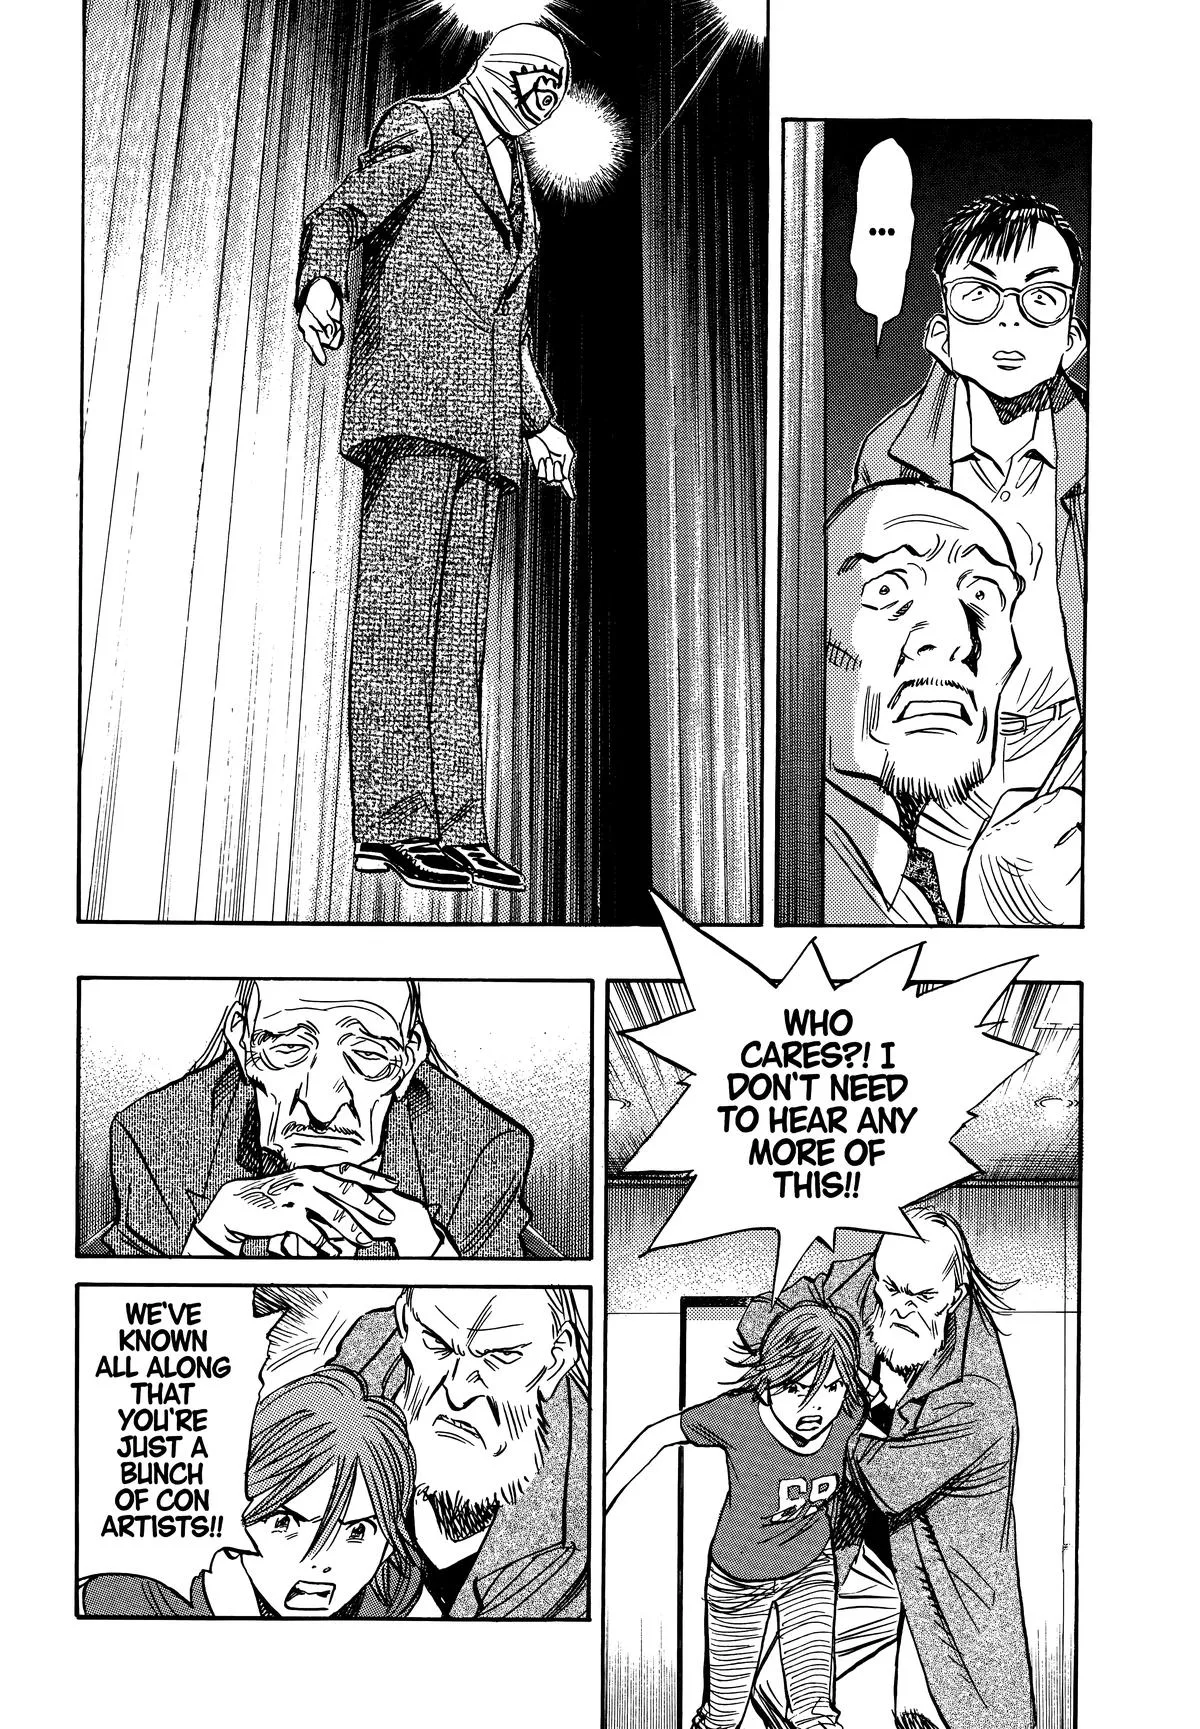 ...
WHO
CARES?! I
DON'T NEED
TO HEAR ANY
MORE OF
THIS!!
WE'VE
KNOWN
ALL ALONG
THAT
YOU'RE
JUST A
BUNCH
OF CON
ARTISTS!!